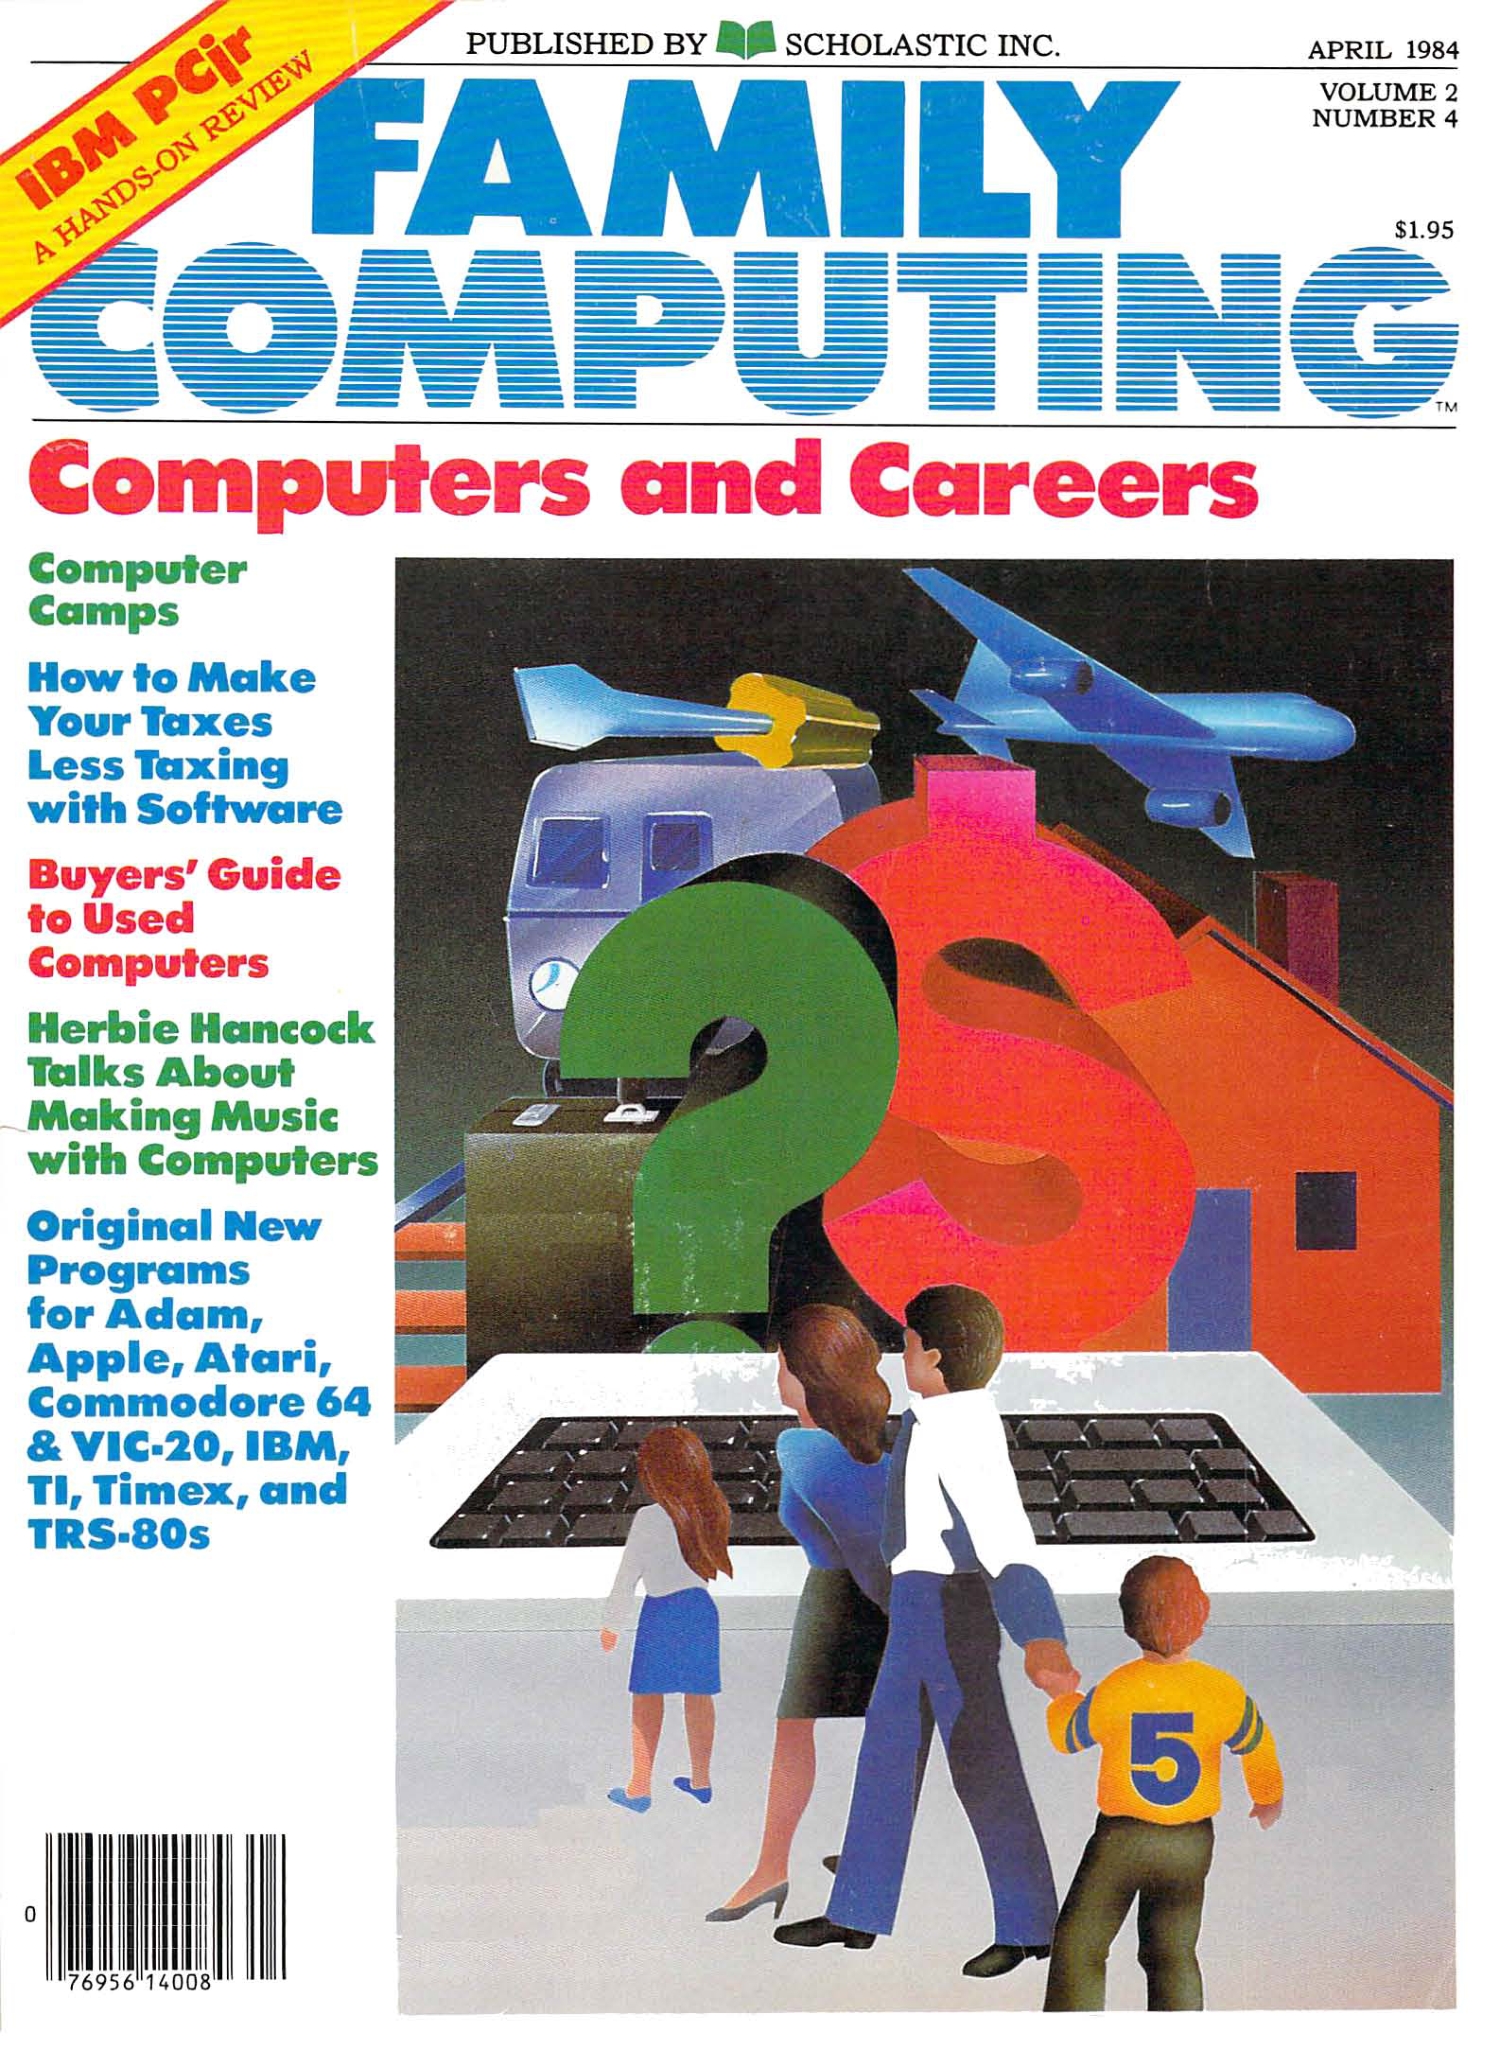 IBM PCjr
A HANDS-ON REVIEW
PUBLISHED BY SCHOLASTIC INC.
APRIL 1984
VOLUME 2
NUMBER 4
$1.95
FAMILY
COMPUTING
TM
Computers and Careers
Computer
Camps
How to Make
Your Taxes
Less Taxing
with Software
Buyers' Guide
to Used
Computers
Herbie Hancock
Talks About
Making Music
with Computers
Original New
Programs
for Adam,
Apple, Atari,
Commodore 64
& VIC-20, IBM,
TI, Timex, and
TRS-80s
?
$
5
0
76956 14008